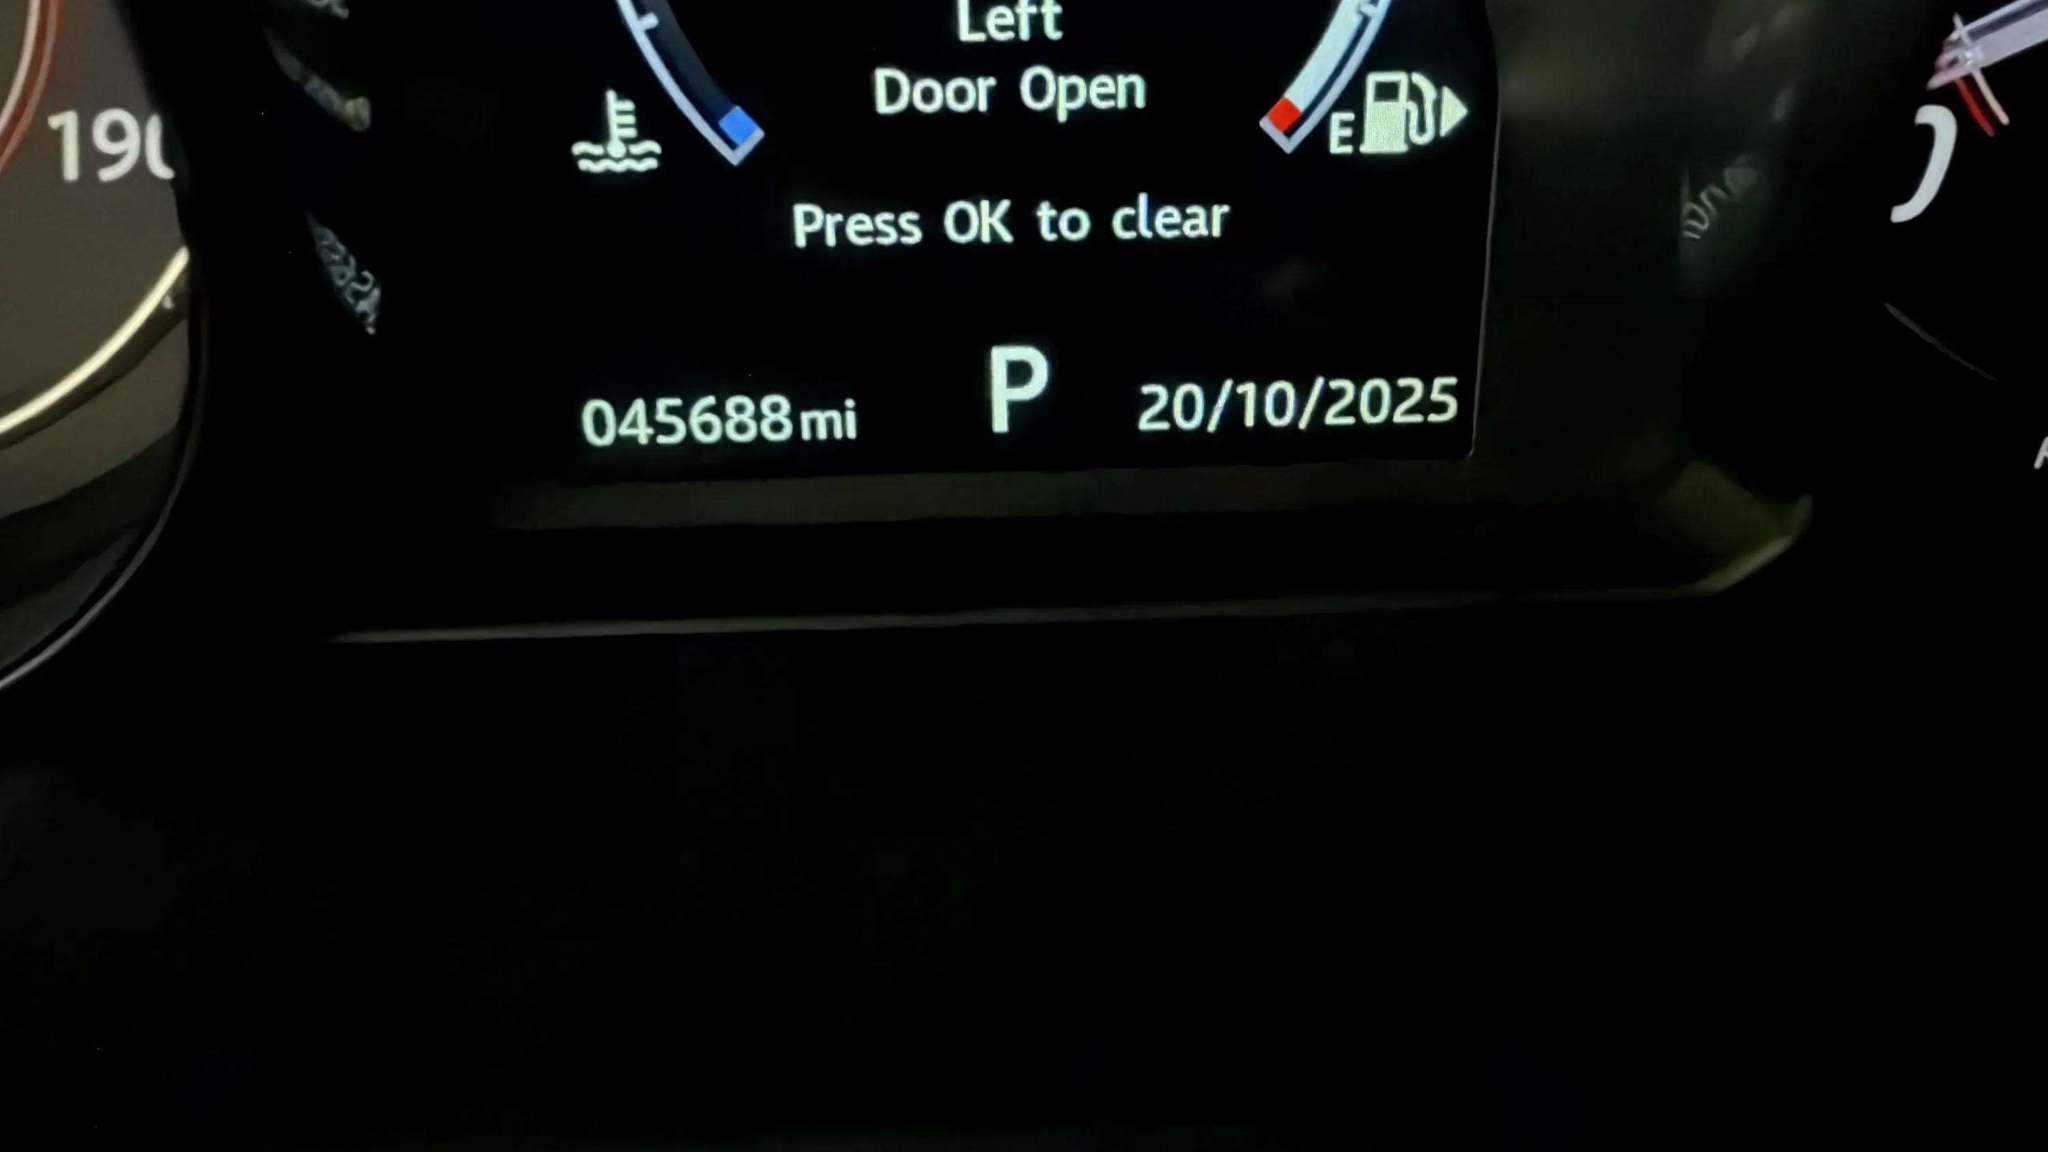 Left
Door Open
E
Press OK to clear
P
045688mi
20/10/2025